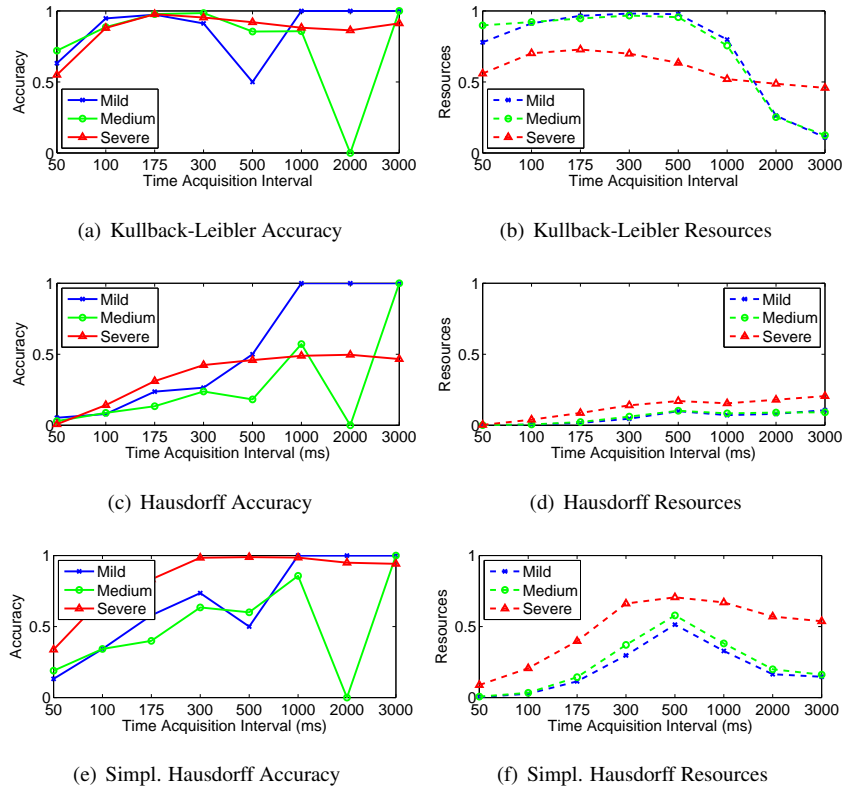 1
0.5
0
Accuracy
Mild
Medium
Severe
50 100 175 300 500 1000 2000 3000
Time Acquisition Interval
(a) Kullback-Leibler Accuracy
1
0.5
0
Resources
Mild
Medium
Severe
50 100 175 300 500 1000 2000 3000
Time Acquisition Interval
(b) Kullback-Leibler Resources
1
0.5
0
Accuracy
Mild
Medium
Severe
50 100 175 300 500 1000 2000 3000
Time Acquisition Interval (ms)
(c) Hausdorff Accuracy
1
0.5
0
Resources
Mild
Medium
Severe
50 100 175 300 500 1000 2000 3000
Time Acquisition Interval (ms)
(d) Hausdorff Resources
1
0.5
0
Accuracy
Mild
Medium
Severe
50 100 175 300 500 1000 2000 3000
Time Acquisition Interval (ms)
(e) Simpl. Hausdorff Accuracy
1
0.5
0
Resources
Mild
Medium
Severe
50 100 175 300 500 1000 2000 3000
Time Acquisition Interval (ms)
(f) Simpl. Hausdorff Resources